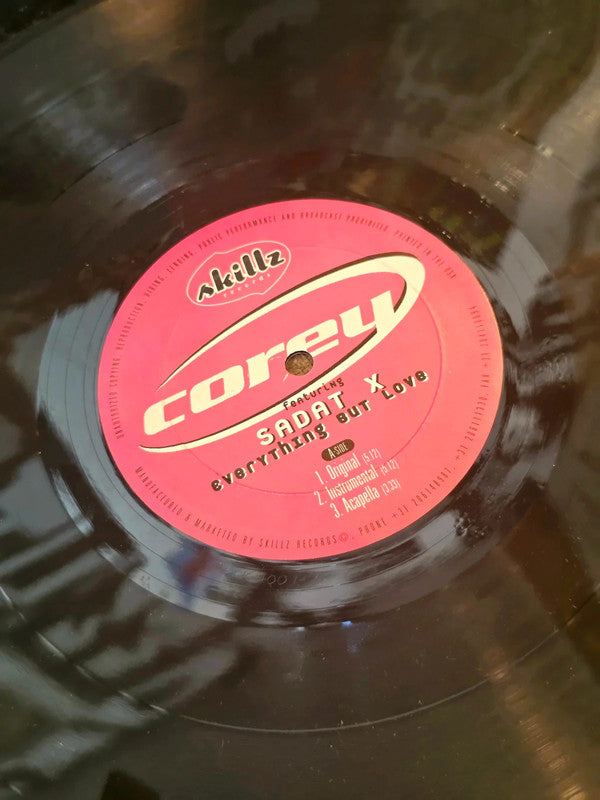 UNAUTHORIZED COPYING, REPRODUCTION, HIRING, LENDING, PUBLIC PERFORMANCE AND BROADCAST PROHIBITED. PRINTED IN THE
skillz
records
corey
featuring
SADAT X
everything but love
A-SIDE
1. Original (5.12)
2. Instrumental (5.12)
3. Acapella (3.33)
MANUFACTURED & MARKETED BY SKILLZ RECORDS©. PHONE +31